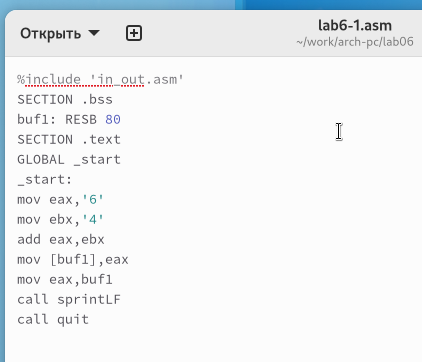 Открыть
lab6-1.asm
~/work/arch-pc/lab06
%include 'in_out.asm'
SECTION .bss
buf1: RESB 80
SECTION .text
GLOBAL _start
_start:
mov eax,'6'
mov ebx,'4'
add eax,ebx
mov [buf1],eax
mov eax,buf1
call sprintLF
call quit